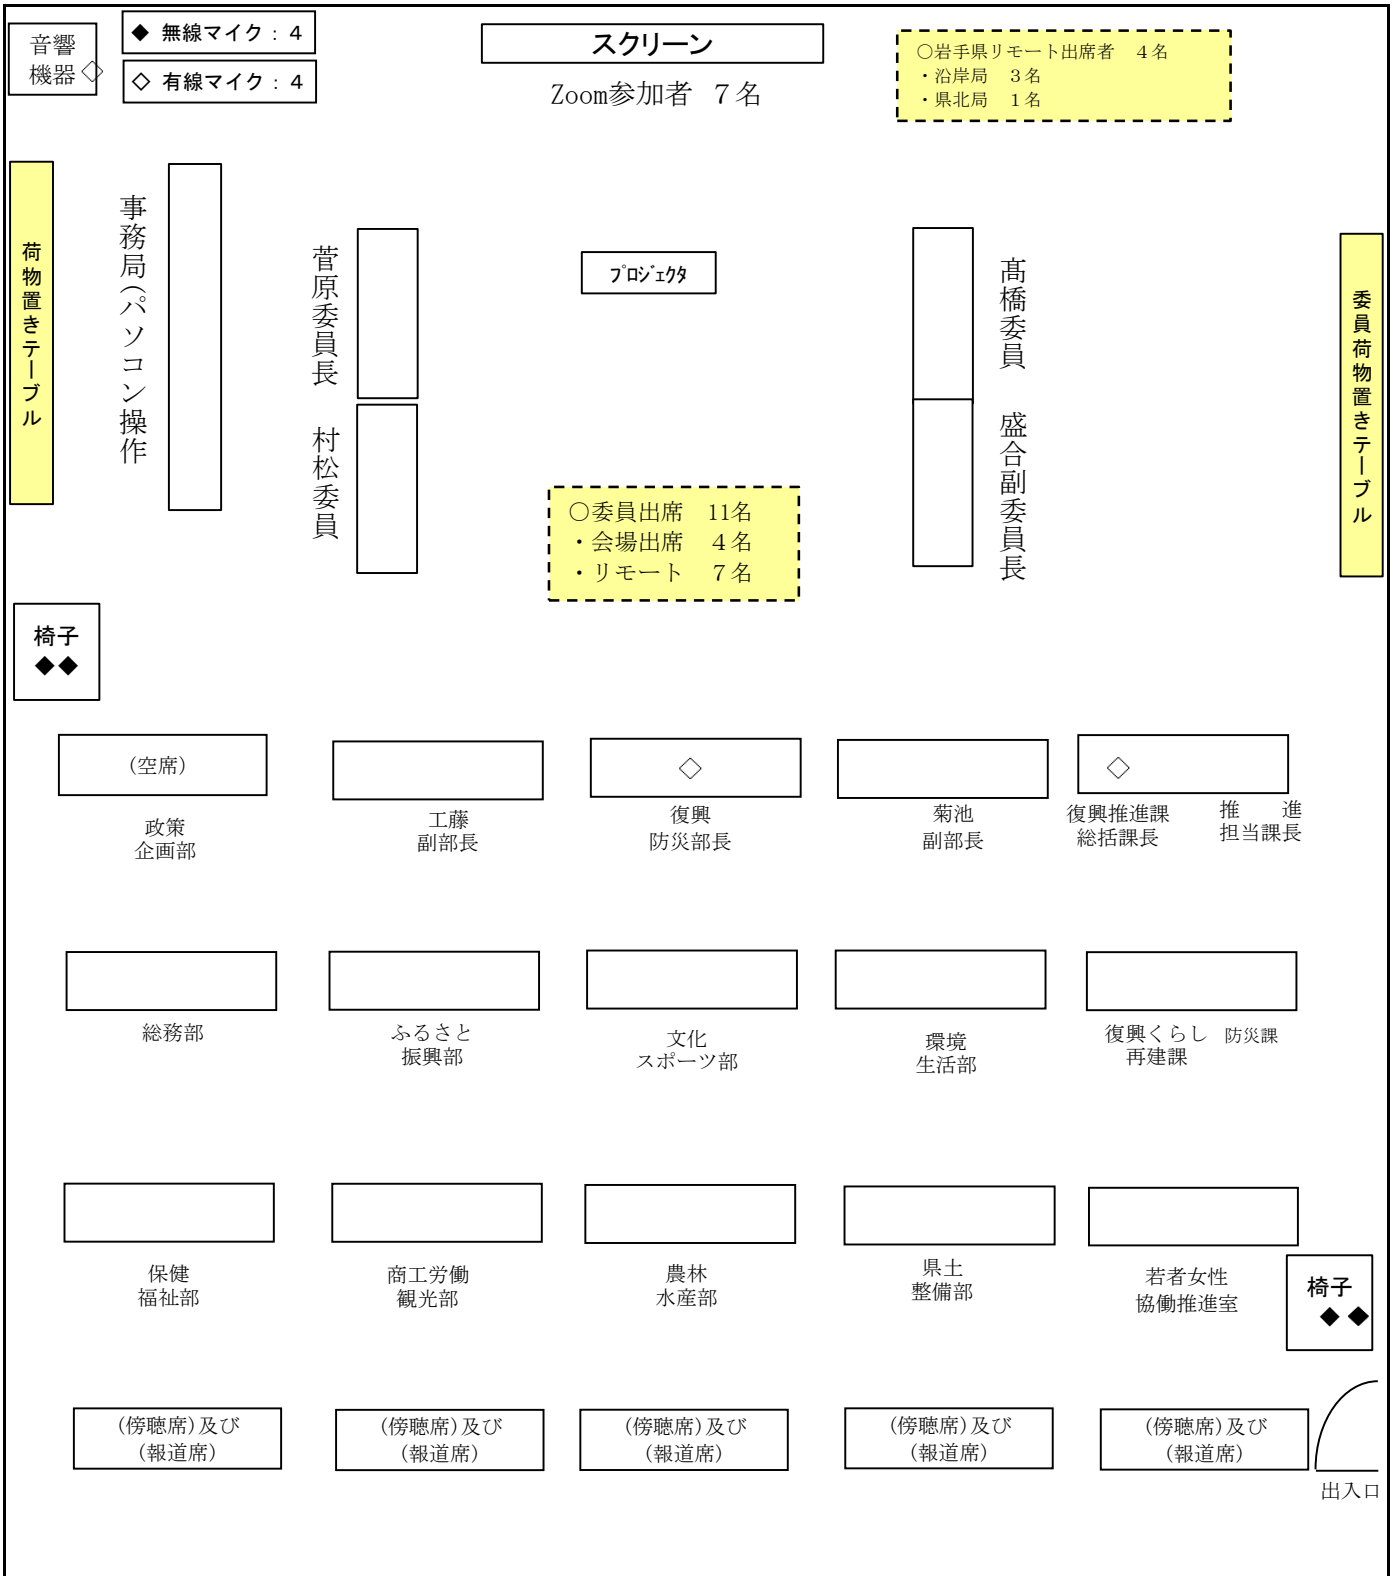 音響
機器◇
◆ 無線マイク：４
◇ 有線マイク：４
スクリーン
Zoom参加者 ７名
○岩手県リモート出席者 ４名
・沿岸局 ３名
・県北局 １名
荷物置きテーブル
事務局(パソコン操作
菅原委員長
村松委員
ﾌﾟﾛｼﾞｪｸﾀ
髙橋委員
盛合副委員長
委員荷物置きテーブル
○委員出席 11名
・会場出席 ４名
・リモート ７名
椅子
◆◆
(空席)
政策
企画部
工藤
副部長
◇
復興
防災部長
菊池
副部長
◇
復興推進課
総括課長
推 進
担当課長
総務部
ふるさと
振興部
文化
スポーツ部
環境
生活部
復興くらし
再建課
防災課
保健
福祉部
商工労働
観光部
農林
水産部
県土
整備部
若者女性
協働推進室
椅子
◆◆
(傍聴席)及び
(報道席)
(傍聴席)及び
(報道席)
(傍聴席)及び
(報道席)
(傍聴席)及び
(報道席)
(傍聴席)及び
(報道席)
出入口